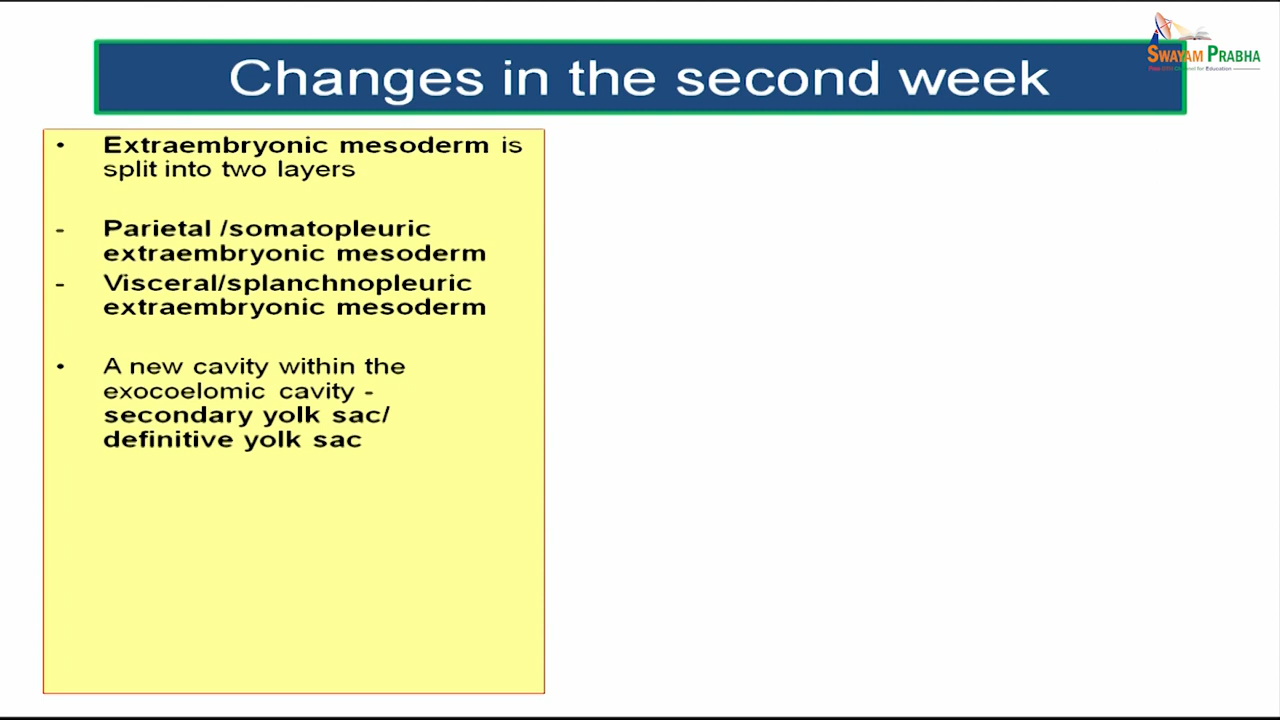 SWAYAM PRABHA
Changes in the second week
• Extraembryonic mesoderm is
split into two layers
- Parietal /somatopleuric
extraembryonic mesoderm
- Visceral/splanchnopleuric
extraembryonic mesoderm
• A new cavity within the
exocoelomic cavity -
secondary yolk sac/
definitive yolk sac